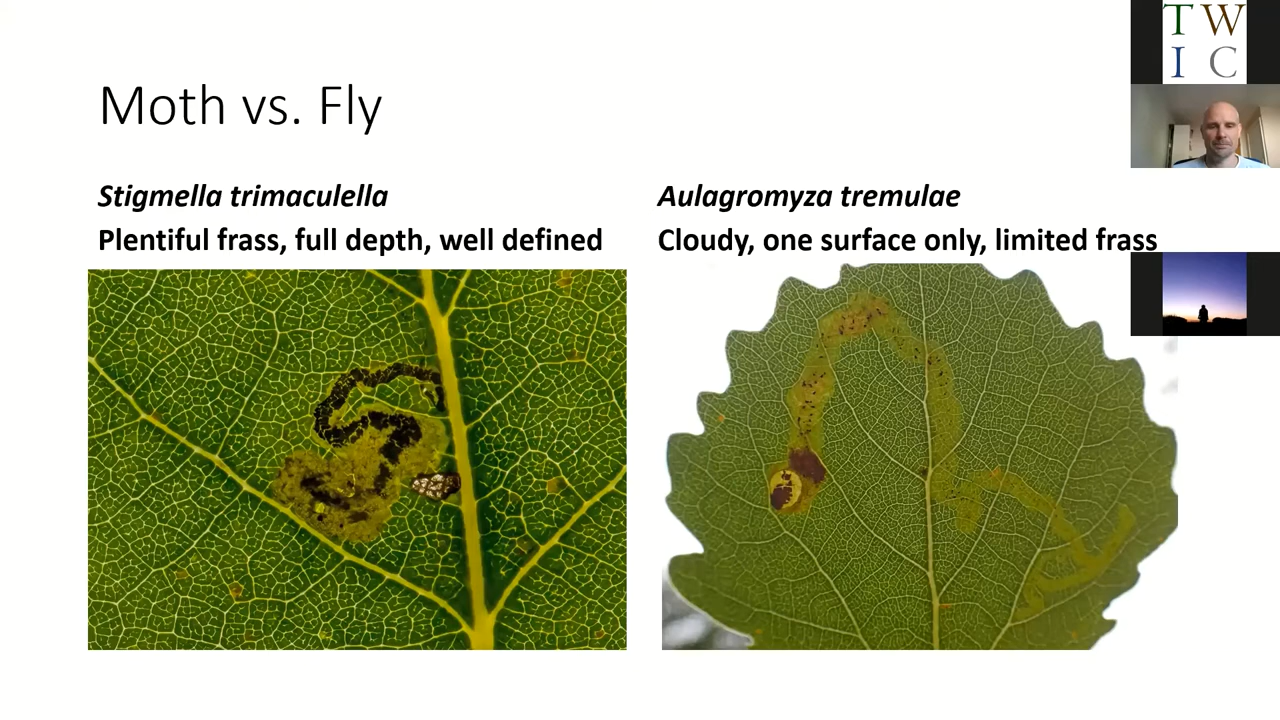 Moth vs. Fly
Stigmella trimaculella
Plentiful frass, full depth, well defined
Aulagromyza tremulae
Cloudy, one surface only, limited frass
T W
I C